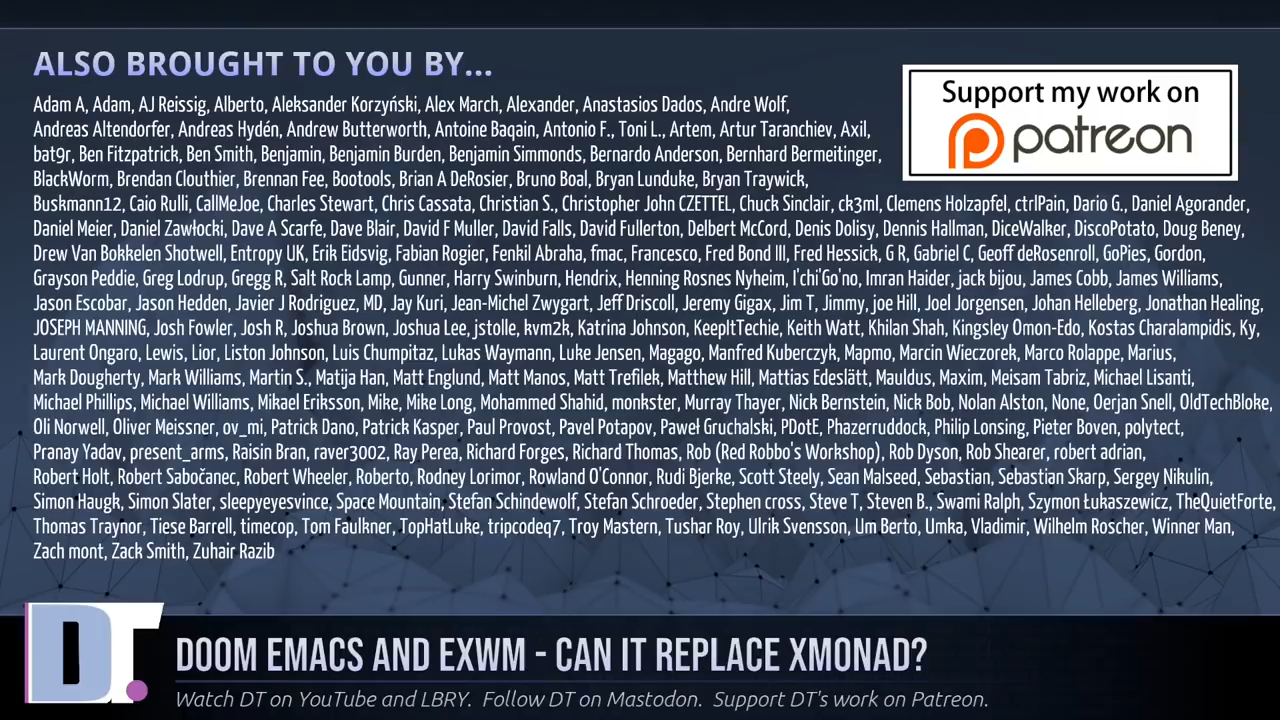 ALSO BROUGHT TO YOU BY...
Support my work on
patreon
Adam A, Adam, AJ Reissig, Alberto, Aleksander Korzyński, Alex March, Alexander, Anastasios Dados, Andre Wolf,
Andreas Altendorfer, Andreas Hydén, Andrew Butterworth, Antoine Baqain, Antonio F., Toni L., Artem, Artur Taranchiev, Axil,
bat9r, Ben Fitzpatrick, Ben Smith, Benjamin, Benjamin Burden, Benjamin Simmonds, Bernardo Anderson, Bernhard Bermeitinger,
BlackWorm, Brendan Clouthier, Brennan Fee, Bootools, Brian A DeRosier, Bruno Boal, Bryan Lunduke, Bryan Traywick,
Buskmann12, Caio Rulli, CallMeJoe, Charles Stewart, Chris Cassata, Christian S., Christopher John CZETTEL, Chuck Sinclair, ck3ml, Clemens Holzapfel, ctrlPain, Dario G., Daniel Agorander,
Daniel Meier, Daniel Zawłocki, Dave A Scarfe, Dave Blair, David F Muller, David Falls, David Fullerton, Delbert McCord, Denis Dolisy, Dennis Hallman, DiceWalker, DiscoPotato, Doug Beney,
Drew Van Bokkelen Shotwell, Entropy UK, Erik Eidsvig, Fabian Rogier, Fenkil Abraha, fmac, Francesco, Fred Bond III, Fred Hessick, G R, Gabriel C, Geoff deRosenroll, GoPies, Gordon,
Grayson Peddie, Greg Lodrup, Gregg R, Salt Rock Lamp, Gunner, Harry Swinburn, Hendrix, Henning Rosnes Nyheim, I'chi'Go'no, Imran Haider, jack bijou, James Cobb, James Williams,
Jason Escobar, Jason Hedden, Javier J Rodriguez, MD, Jay Kuri, Jean-Michel Zwygart, Jeff Driscoll, Jeremy Gigax, Jim T, Jimmy, joe Hill, Joel Jorgensen, Johan Helleberg, Jonathan Healing,
JOSEPH MANNING, Josh Fowler, Josh R, Joshua Brown, Joshua Lee, jstolle, kvm2k, Katrina Johnson, KeepItTechie, Keith Watt, Khilan Shah, Kingsley Omon-Edo, Kostas Charalampidis, Ky,
Laurent Ongaro, Lewis, Lior, Liston Johnson, Luis Chumpitaz, Lukas Waymann, Luke Jensen, Magago, Manfred Kuberczyk, Mapmo, Marcin Wieczorek, Marco Rolappe, Marius,
Mark Dougherty, Mark Williams, Martin S., Matija Han, Matt Englund, Matt Manos, Matt Trefilek, Matthew Hill, Mattias Edeslätt, Mauldus, Maxim, Meisam Tabriz, Michael Lisanti,
Michael Phillips, Michael Williams, Mikael Eriksson, Mike, Mike Long, Mohammed Shahid, monkster, Murray Thayer, Nick Bernstein, Nick Bob, Nolan Alston, None, Oerjan Snell, OldTechBloke,
Oli Norwell, Oliver Meissner, ov_mi, Patrick Dano, Patrick Kasper, Paul Provost, Pavel Potapov, Paweł Gruchalski, PDotE, Phazerruddock, Philip Lonsing, Pieter Boven, polytect,
Pranay Yadav, present_arms, Raisin Bran, raver3002, Ray Perea, Richard Forges, Richard Thomas, Rob (Red Robbo's Workshop), Rob Dyson, Rob Shearer, robert adrian,
Robert Holt, Robert Sabočanec, Robert Wheeler, Roberto, Rodney Lorimor, Rowland O'Connor, Rudi Bjerke, Scott Steely, Sean Malseed, Sebastian, Sebastian Skarp, Sergey Nikulin,
Simon Haugk, Simon Slater, sleepyeyesvince, Space Mountain, Stefan Schindewolf, Stefan Schroeder, Stephen cross, Steve T, Steven B., Swami Ralph, Szymon Łukaszewicz, TheQuietForte,
Thomas Traynor, Tiese Barrell, timecop, Tom Faulkner, TopHatLuke, tripcodeq7, Troy Mastern, Tushar Roy, Ulrik Svensson, Um Berto, Umka, Vladimir, Wilhelm Roscher, Winner Man,
Zach mont, Zack Smith, Zuhair Razib
DT.
DOOM EMACS AND EXWM - CAN IT REPLACE XMONAD?
Watch DT on YouTube and LBRY. Follow DT on Mastodon. Support DT's work on Patreon.